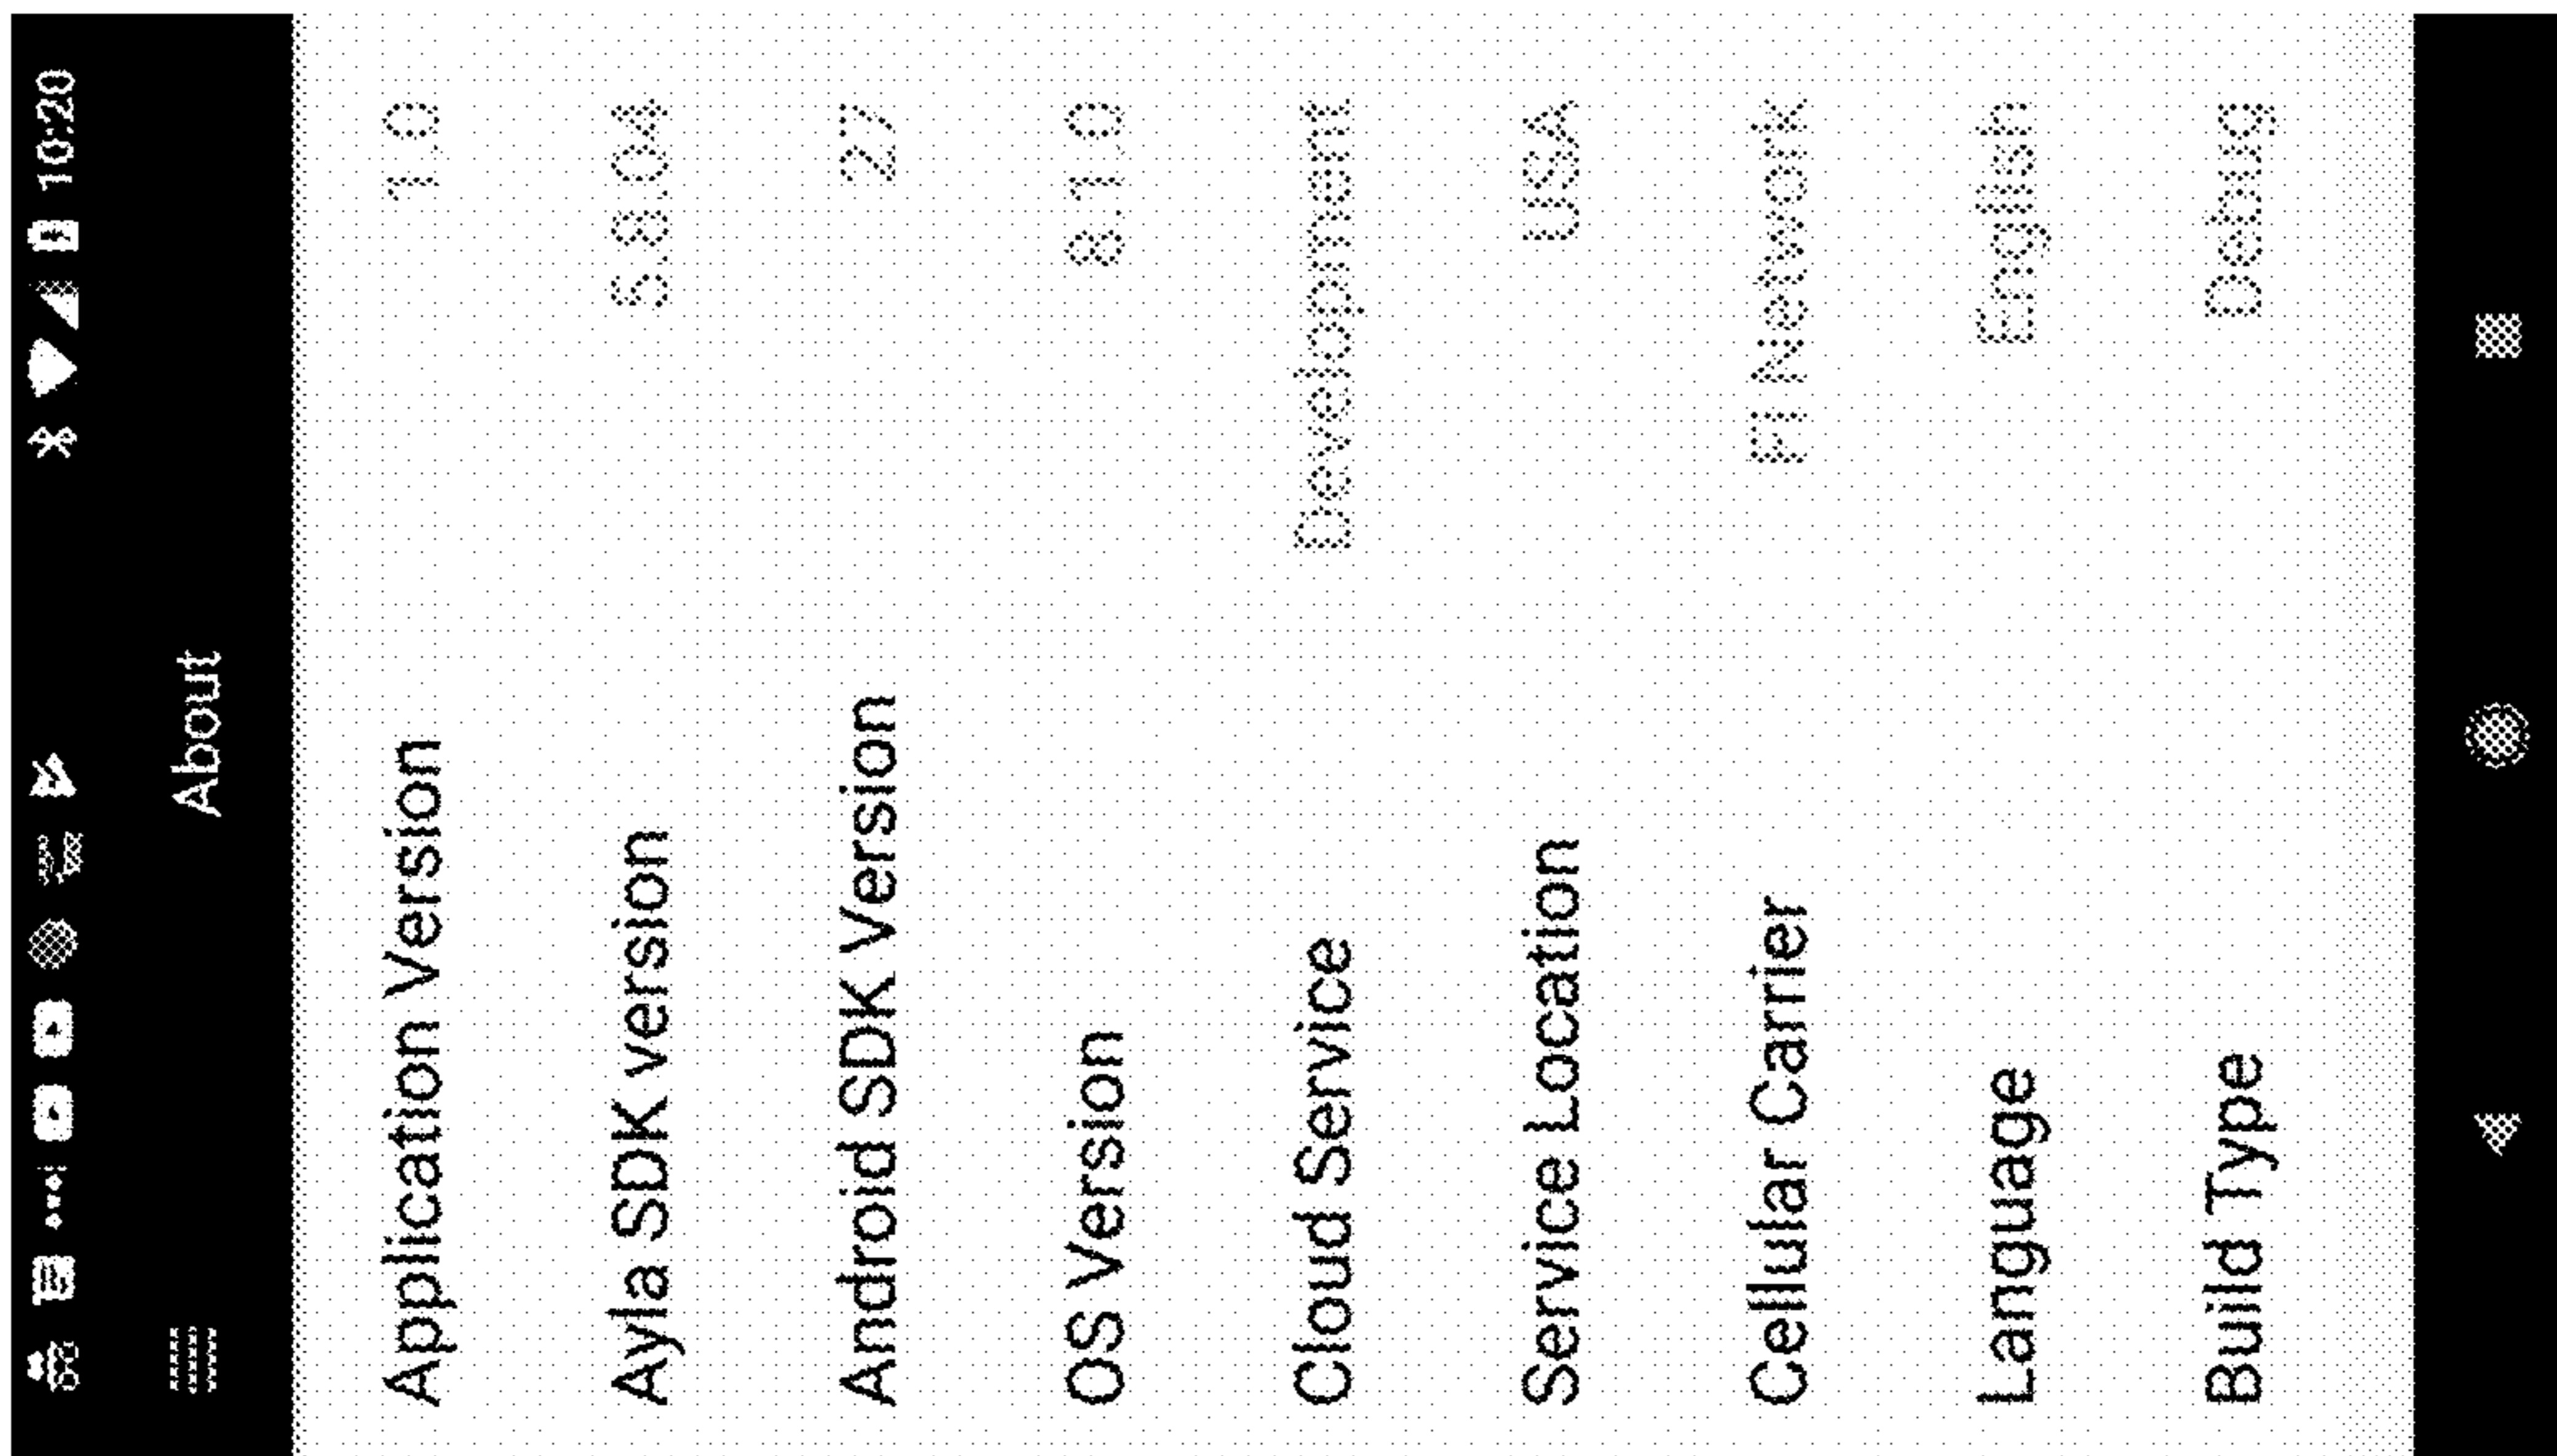 10:20
About
Application Version 1.0
Ayla SDK version 5.8.04
Android SDK Version 27
OS Version 8.1.0
Cloud Service Development
Service Location USA
Cellular Carrier FI Network
Language English
Build Type Debug